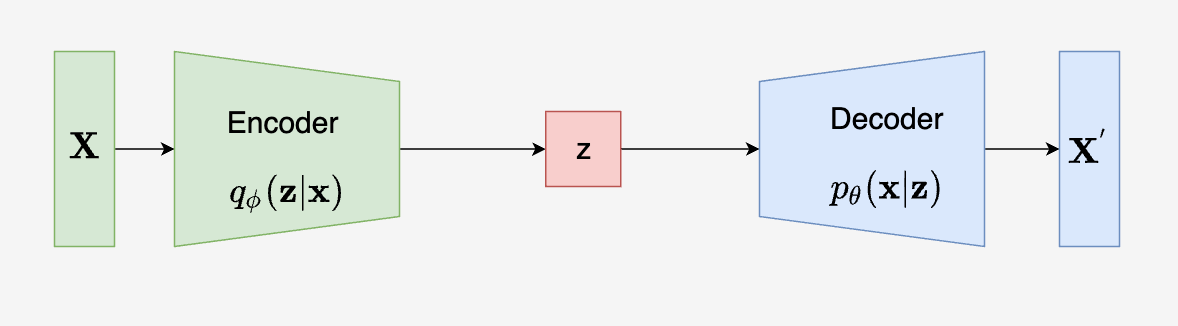 X
Encoder
qϕ(z|x)
z
Decoder
pθ(x|z)
X′